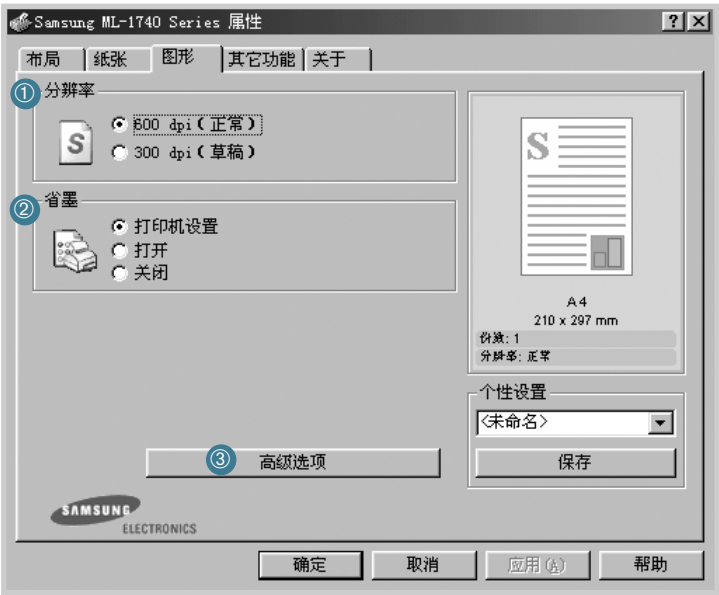 Samsung ML-1740 Series 属性
? X
布局 纸张 图形 其它功能 关于
① 分辨率
S
600 dpi(正常)
300 dpi(草稿)
② 省墨
打印机设置
打开
关闭
S
A4
210 x 297 mm
份数: 1
分辨率: 正常
个性设置
<未命名>
保存
③ 高级选项
SAMSUNG
ELECTRONICS
确定 取消 应用(A) 帮助